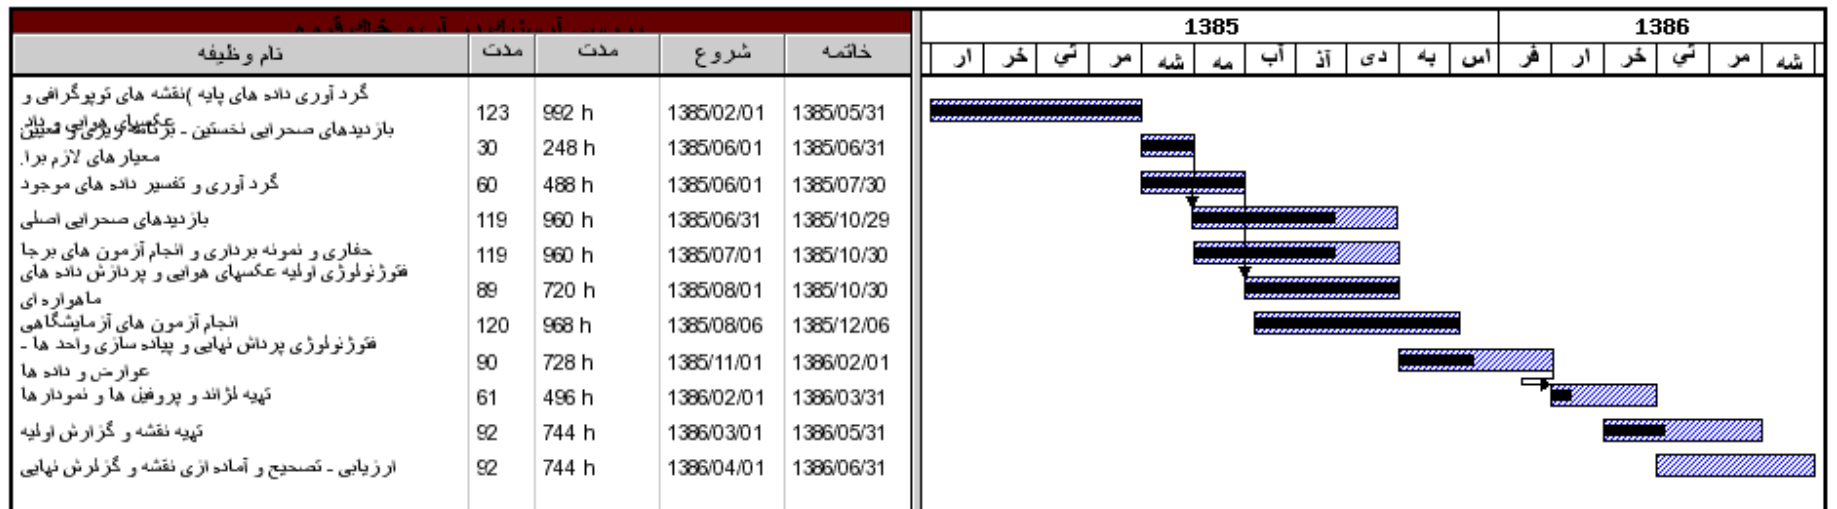 1385 1386
نام وظیفه مدت مدت شروع خاتمه
ار خر تي مر شه مه آب آذ دی به اس فر ار خر تي مر شه
گرد آوری داده های پایه )نقشه های توپوگرافی و
عکسهای هوایی و داد
123 992 h 1385/02/01 1385/05/31
بازدیدهای صحرایی نخستین - برنامه ریزی و تعیین
معیار های لازم برا
30 248 h 1385/06/01 1385/06/31
گرد آوری و تفسیر داده های موجود 60 488 h 1385/06/01 1385/07/30
بازدیدهای صحرایی اصلی 119 960 h 1385/06/31 1385/10/29
حفاری و نمونه برداری و انجام آزمون های برجا 119 960 h 1385/07/01 1385/10/30
فتوژئولوژی اولیه عکسهای هوایی و پردازش داده های
ماهواره ای
89 720 h 1385/08/01 1385/10/30
انجام آزمون های آزمایشگاهی 120 968 h 1385/08/06 1385/12/06
فتوژئولوژی پرداش نهایی و پیاده سازی واحد ها -
عوارض و داده ها
90 728 h 1385/11/01 1386/02/01
تهیه لژاند و پروفیل ها و نمودار ها 61 496 h 1386/02/01 1386/03/31
تهیه نقشه و گزارش اولیه 92 744 h 1386/03/01 1386/05/31
ارزیابی - تصحیح و آماده ازی نقشه و گزلرش نهایی 92 744 h 1386/04/01 1386/06/31